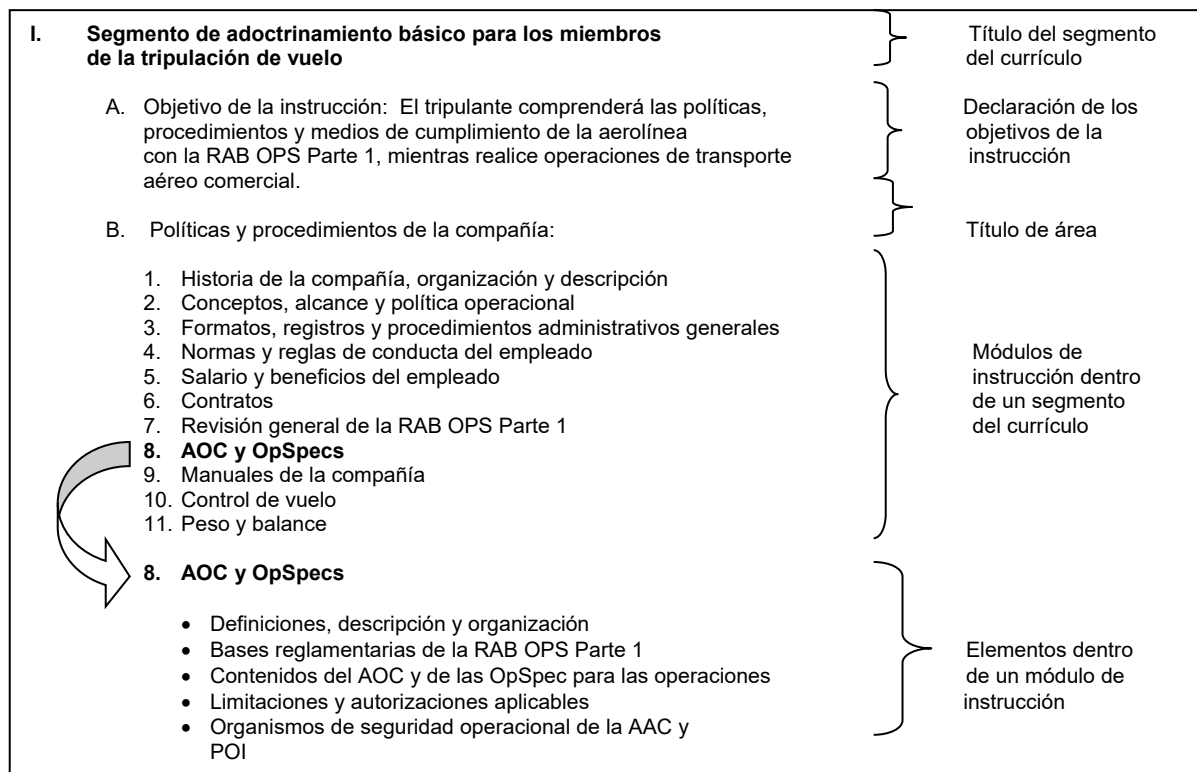 I. Segmento de adoctrinamiento básico para los miembros
de la tripulación de vuelo
Título del segmento
del currículo
A. Objetivo de la instrucción: El tripulante comprenderá las políticas,
procedimientos y medios de cumplimiento de la aerolínea
con la RAB OPS Parte 1, mientras realice operaciones de transporte
aéreo comercial.
Declaración de los
objetivos de la
instrucción
B. Políticas y procedimientos de la compañía:
Título de área
1. Historia de la compañía, organización y descripción
2. Conceptos, alcance y política operacional
3. Formatos, registros y procedimientos administrativos generales
4. Normas y reglas de conducta del empleado
5. Salario y beneficios del empleado
6. Contratos
7. Revisión general de la RAB OPS Parte 1
8. AOC y OpSpecs
9. Manuales de la compañía
10. Control de vuelo
11. Peso y balance
Módulos de
instrucción dentro
de un segmento
del currículo
8. AOC y OpSpecs
• Definiciones, descripción y organización
• Bases reglamentarias de la RAB OPS Parte 1
• Contenidos del AOC y de las OpSpec para las operaciones
• Limitaciones y autorizaciones aplicables
• Organismos de seguridad operacional de la AAC y
POI
Elementos dentro
de un módulo de
instrucción